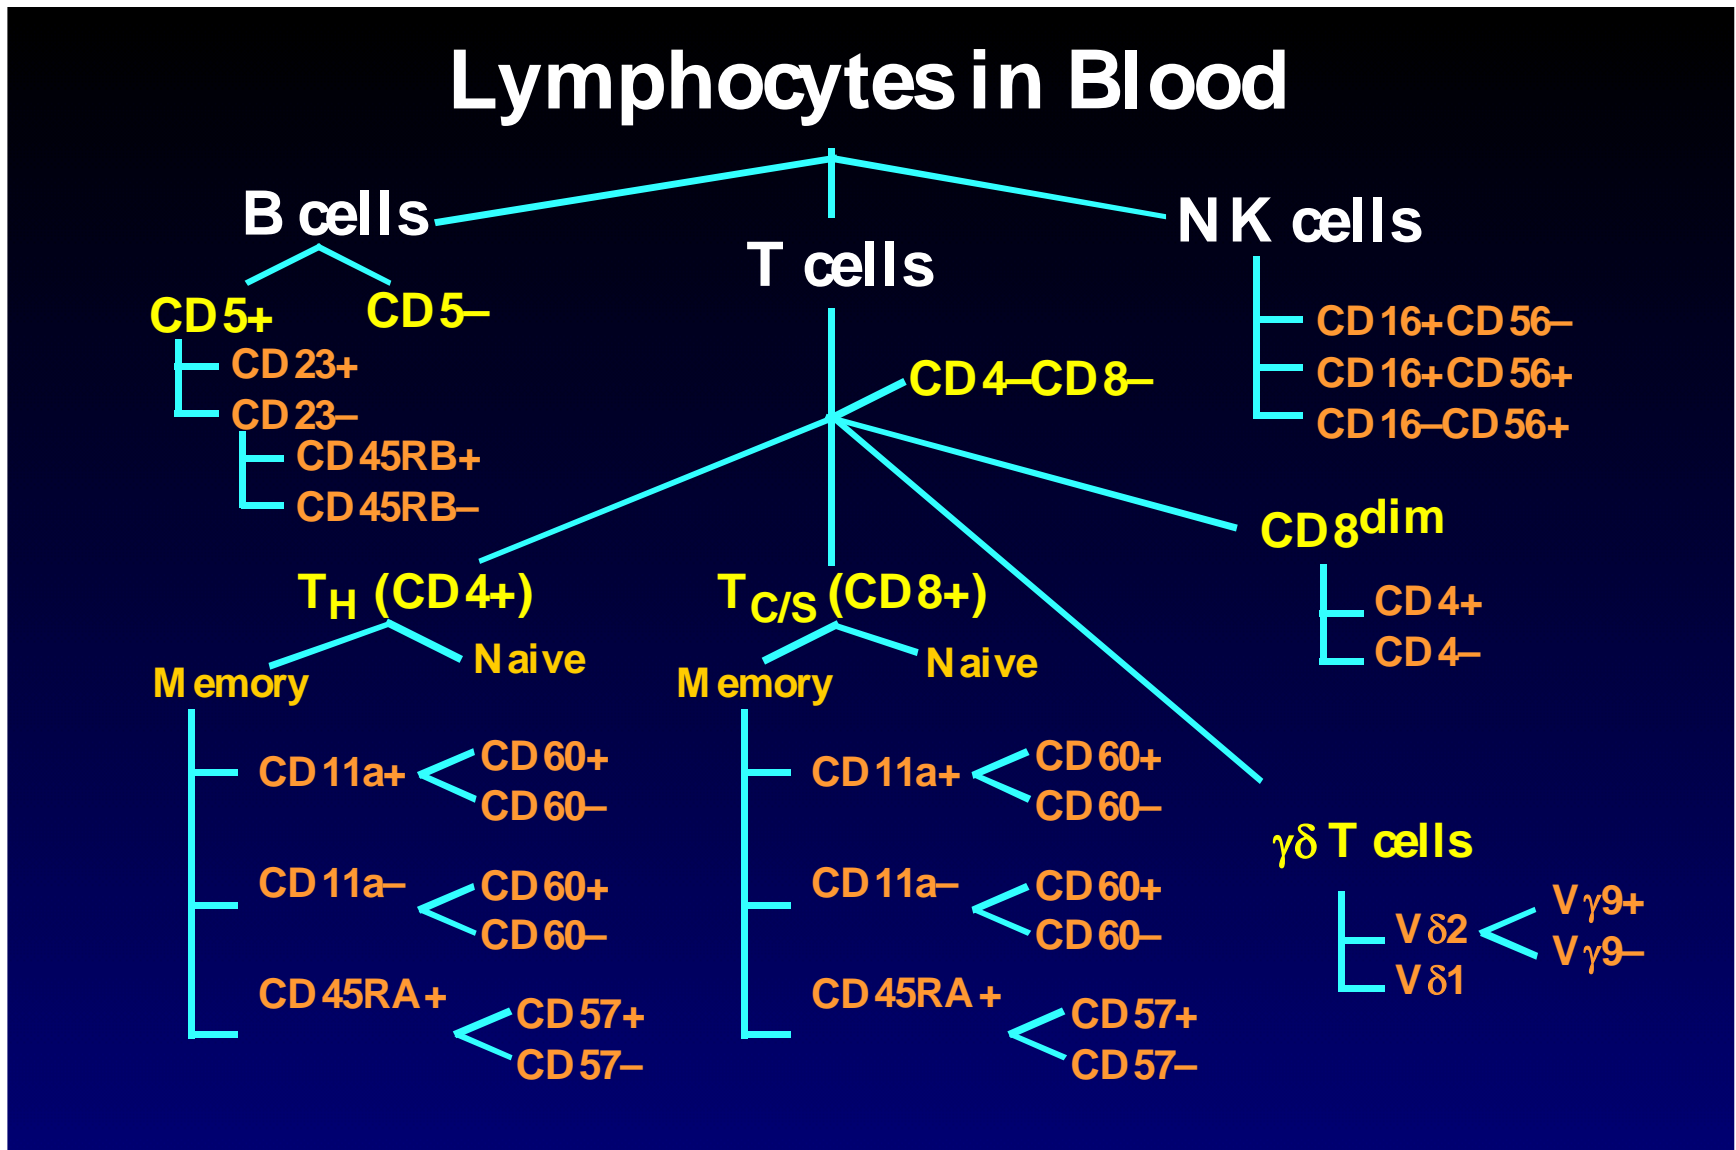 Lymphocytes in Blood
B cells
T cells
NK cells
CD5+
CD5–
CD23+
CD23–
CD45RB+
CD45RB–
CD4–CD8–
CD16+CD56–
CD16+CD56+
CD16–CD56+
CD8dim
CD4+
CD4–
TH (CD4+)
Memory
Naive
CD11a+
CD60+
CD60–
CD11a–
CD60+
CD60–
CD45RA+
CD57+
CD57–
TC/S (CD8+)
Memory
Naive
CD11a+
CD60+
CD60–
CD11a–
CD60+
CD60–
CD45RA+
CD57+
CD57–
γδ T cells
Vδ2
Vγ9+
Vγ9–
Vδ1